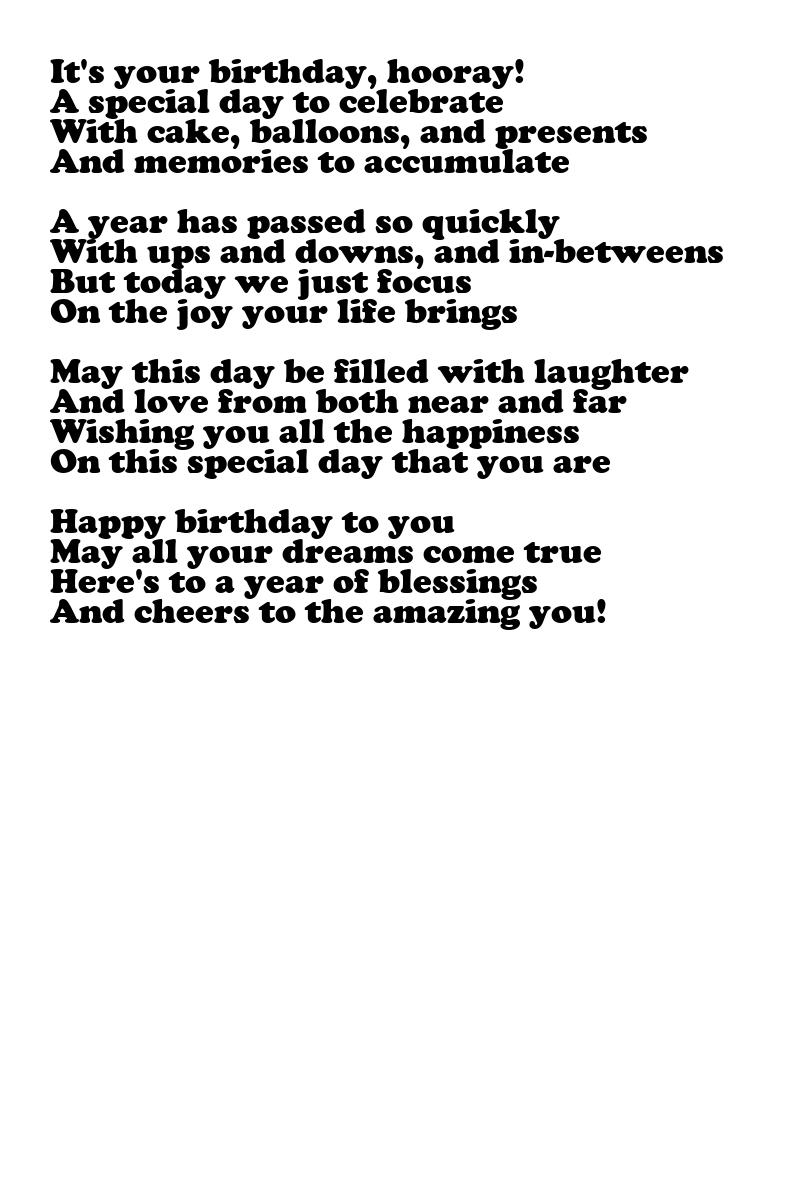 It's your birthday, hooray!
A special day to celebrate
With cake, balloons, and presents
And memories to accumulate

A year has passed so quickly
With ups and downs, and in-betweens
But today we just focus
On the joy your life brings

May this day be filled with laughter
And love from both near and far
Wishing you all the happiness
On this special day that you are

Happy birthday to you
May all your dreams come true
Here's to a year of blessings
And cheers to the amazing you!